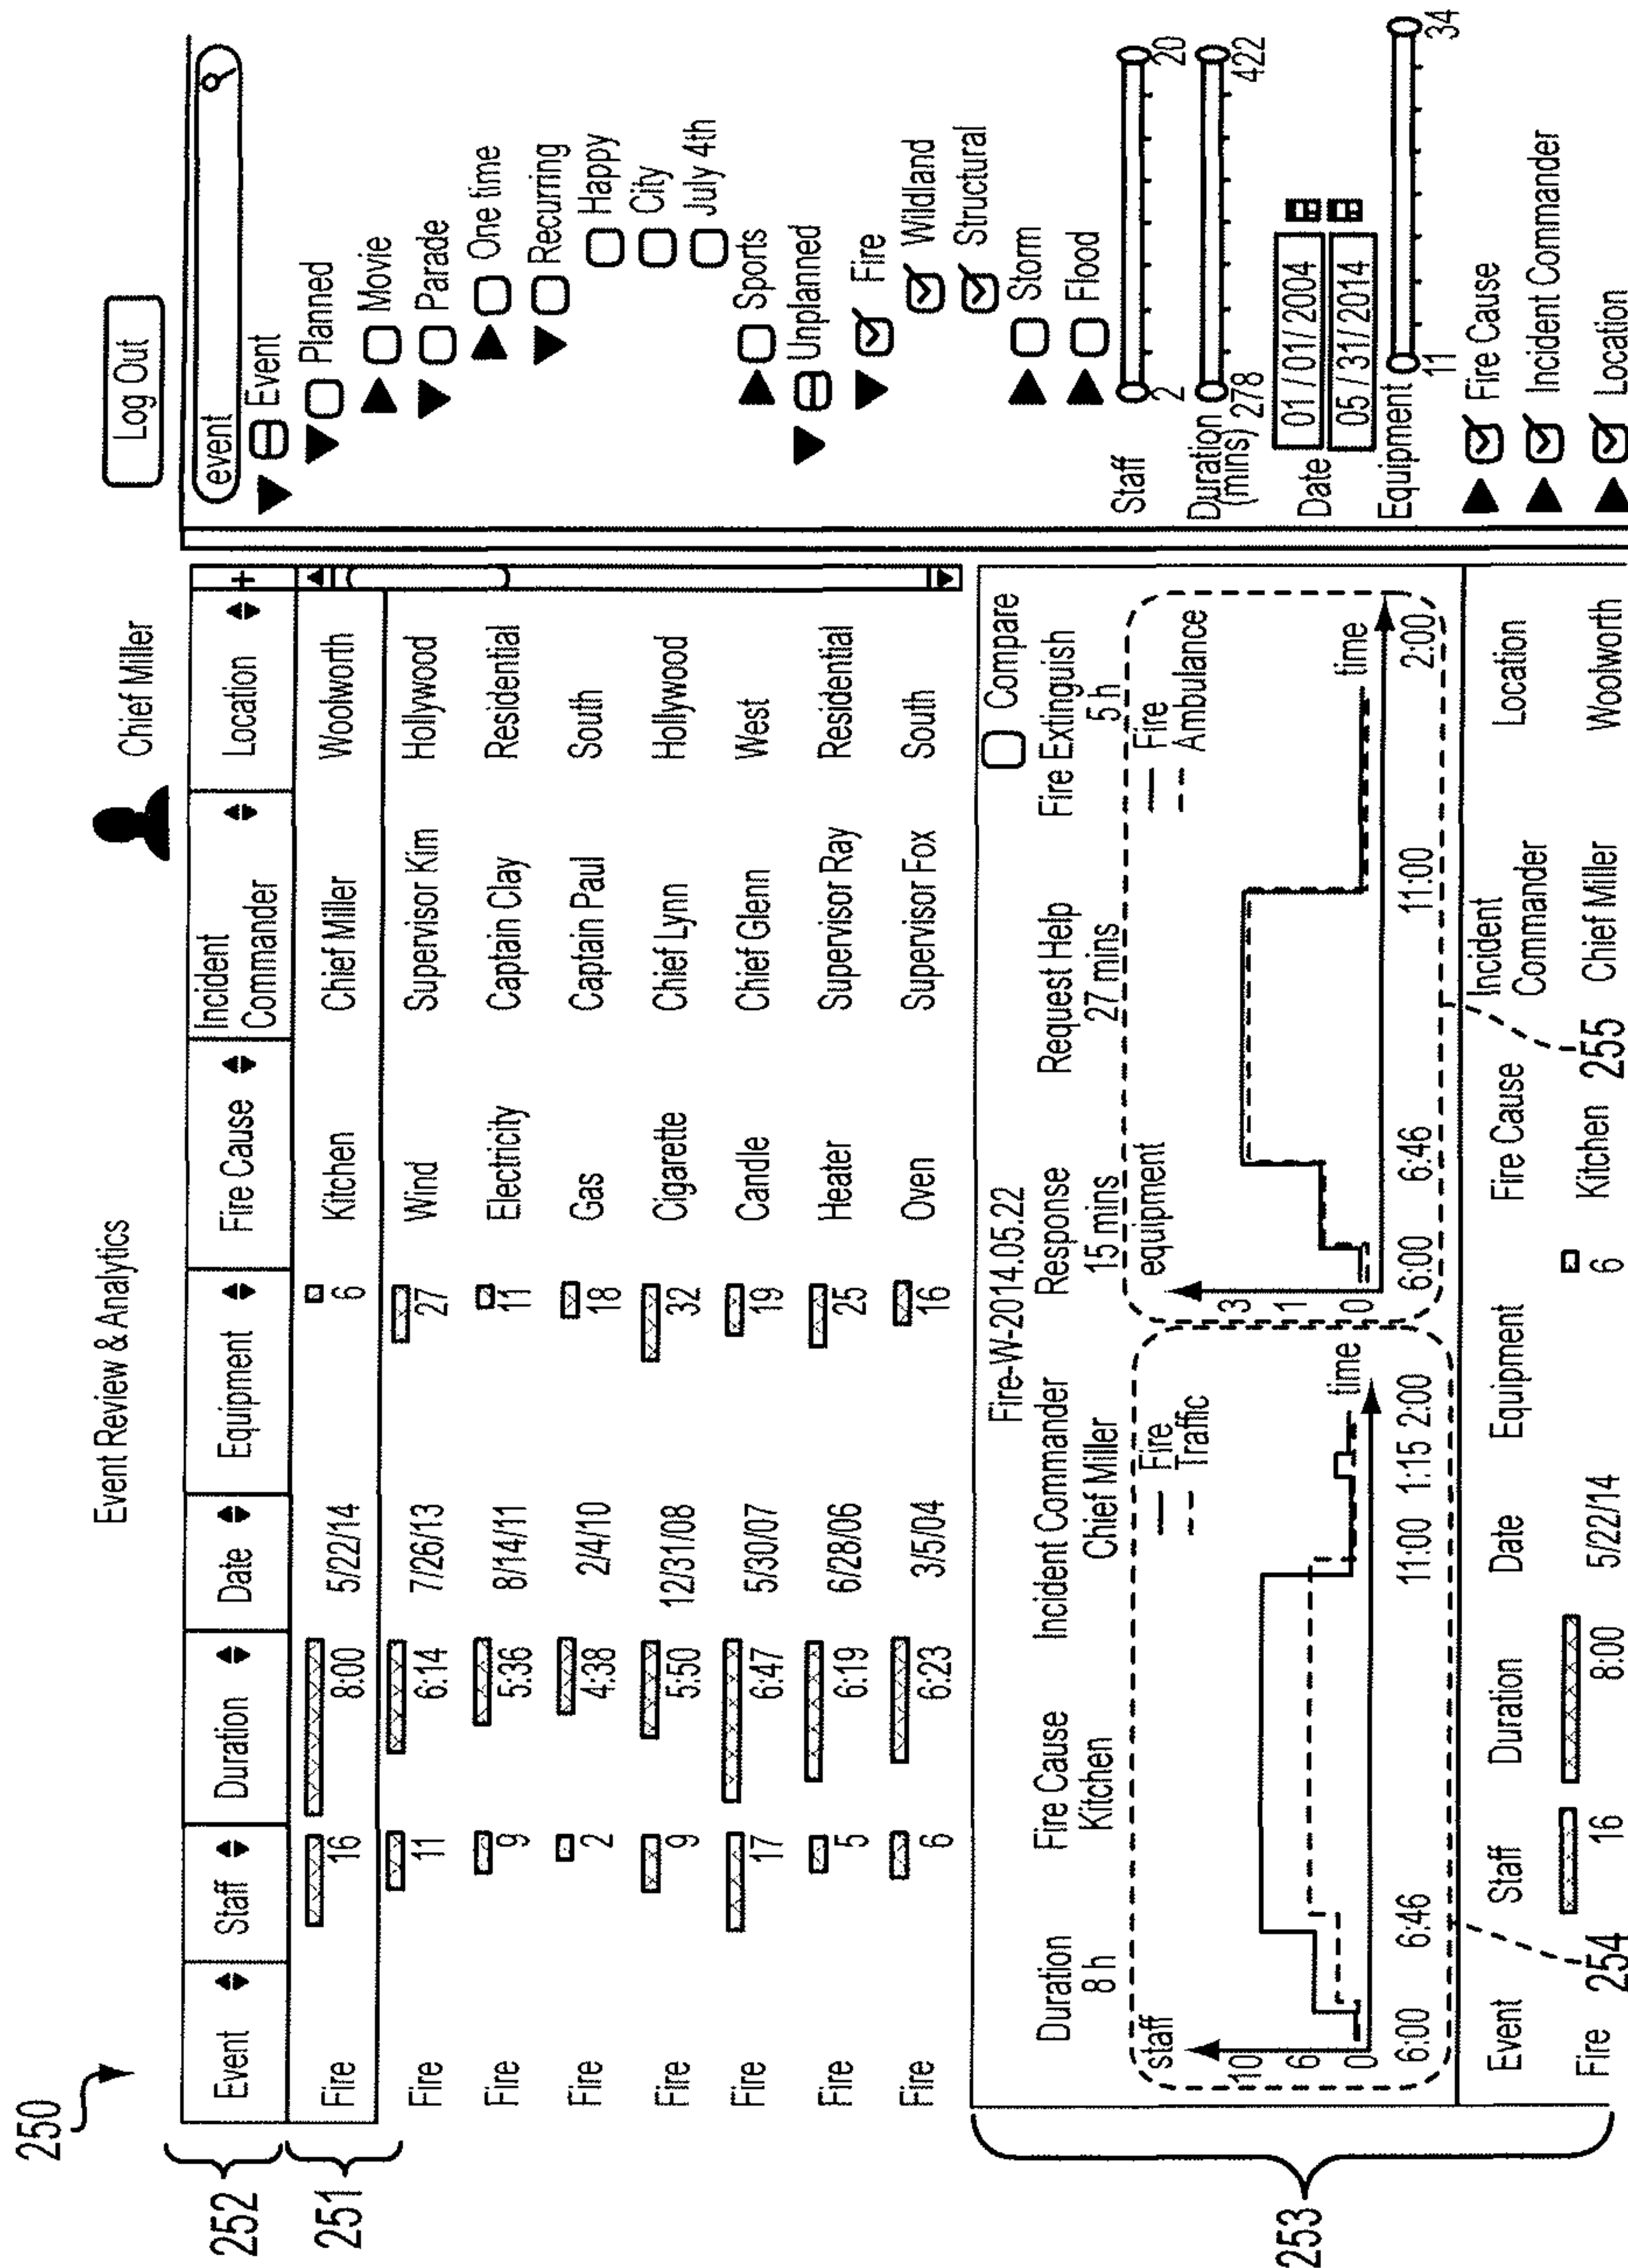 250
Event Review & Analytics
Chief Miller
Log Out
252
Event Staff Duration Date Equipment Fire Cause Incident Commander Location +
251
Fire 16 8:00 5/22/14 6 Kitchen Chief Miller Woolworth
Fire 11 6:14 7/26/13 27 Wind Supervisor Kim Hollywood
Fire 9 5:36 8/14/11 11 Electricity Captain Clay Residential
Fire 2 4:38 2/4/10 18 Gas Captain Paul South
Fire 9 5:50 12/31/08 32 Cigarette Chief Lynn Hollywood
Fire 17 6:47 5/30/07 19 Candle Chief Glenn West
Fire 5 6:19 6/28/06 25 Heater Supervisor Ray Residential
Fire 6 6:23 3/5/04 16 Oven Supervisor Fox South
253
Fire-W-2014.05.22
Compare
Duration Fire Cause Incident Commander Response Request Help Fire Extinguish
8 h Kitchen Chief Miller 15 mins 27 mins 5 h
staff
Fire
Traffic
10
6
0
time
6:00 6:46 11:00 1:15 2:00
254
equipment
Fire
Ambulance
3
1
0
time
6:00 6:46 11:00 2:00
255
Event Staff Duration Date Equipment Fire Cause Incident Commander Location
Fire 16 8:00 5/22/14 6 Kitchen Chief Miller Woolworth
event
Event
Planned
Movie
Parade
One time
Recurring
Happy
City
July 4th
Sports
Unplanned
Fire
Wildland
Structural
Storm
Flood
Staff
2 20
Duration
(mins) 278 422
Date
01 / 01 / 2004
05 / 31 / 2014
Equipment
11 34
Fire Cause
Incident Commander
Location